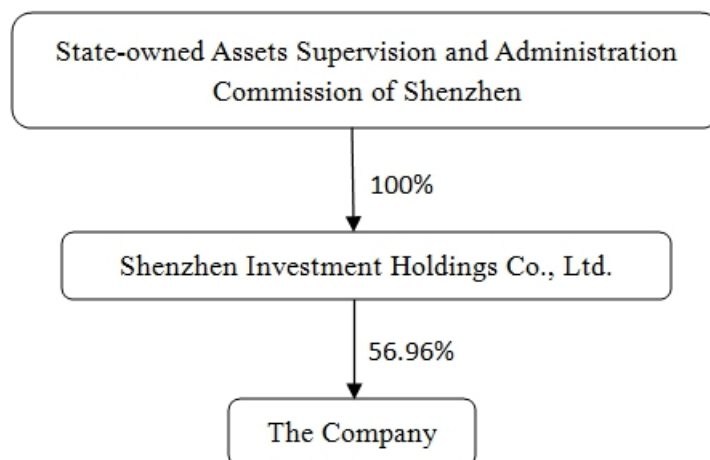 State-owned Assets Supervision and Administration
Commission of Shenzhen
100%
Shenzhen Investment Holdings Co., Ltd.
56.96%
The Company